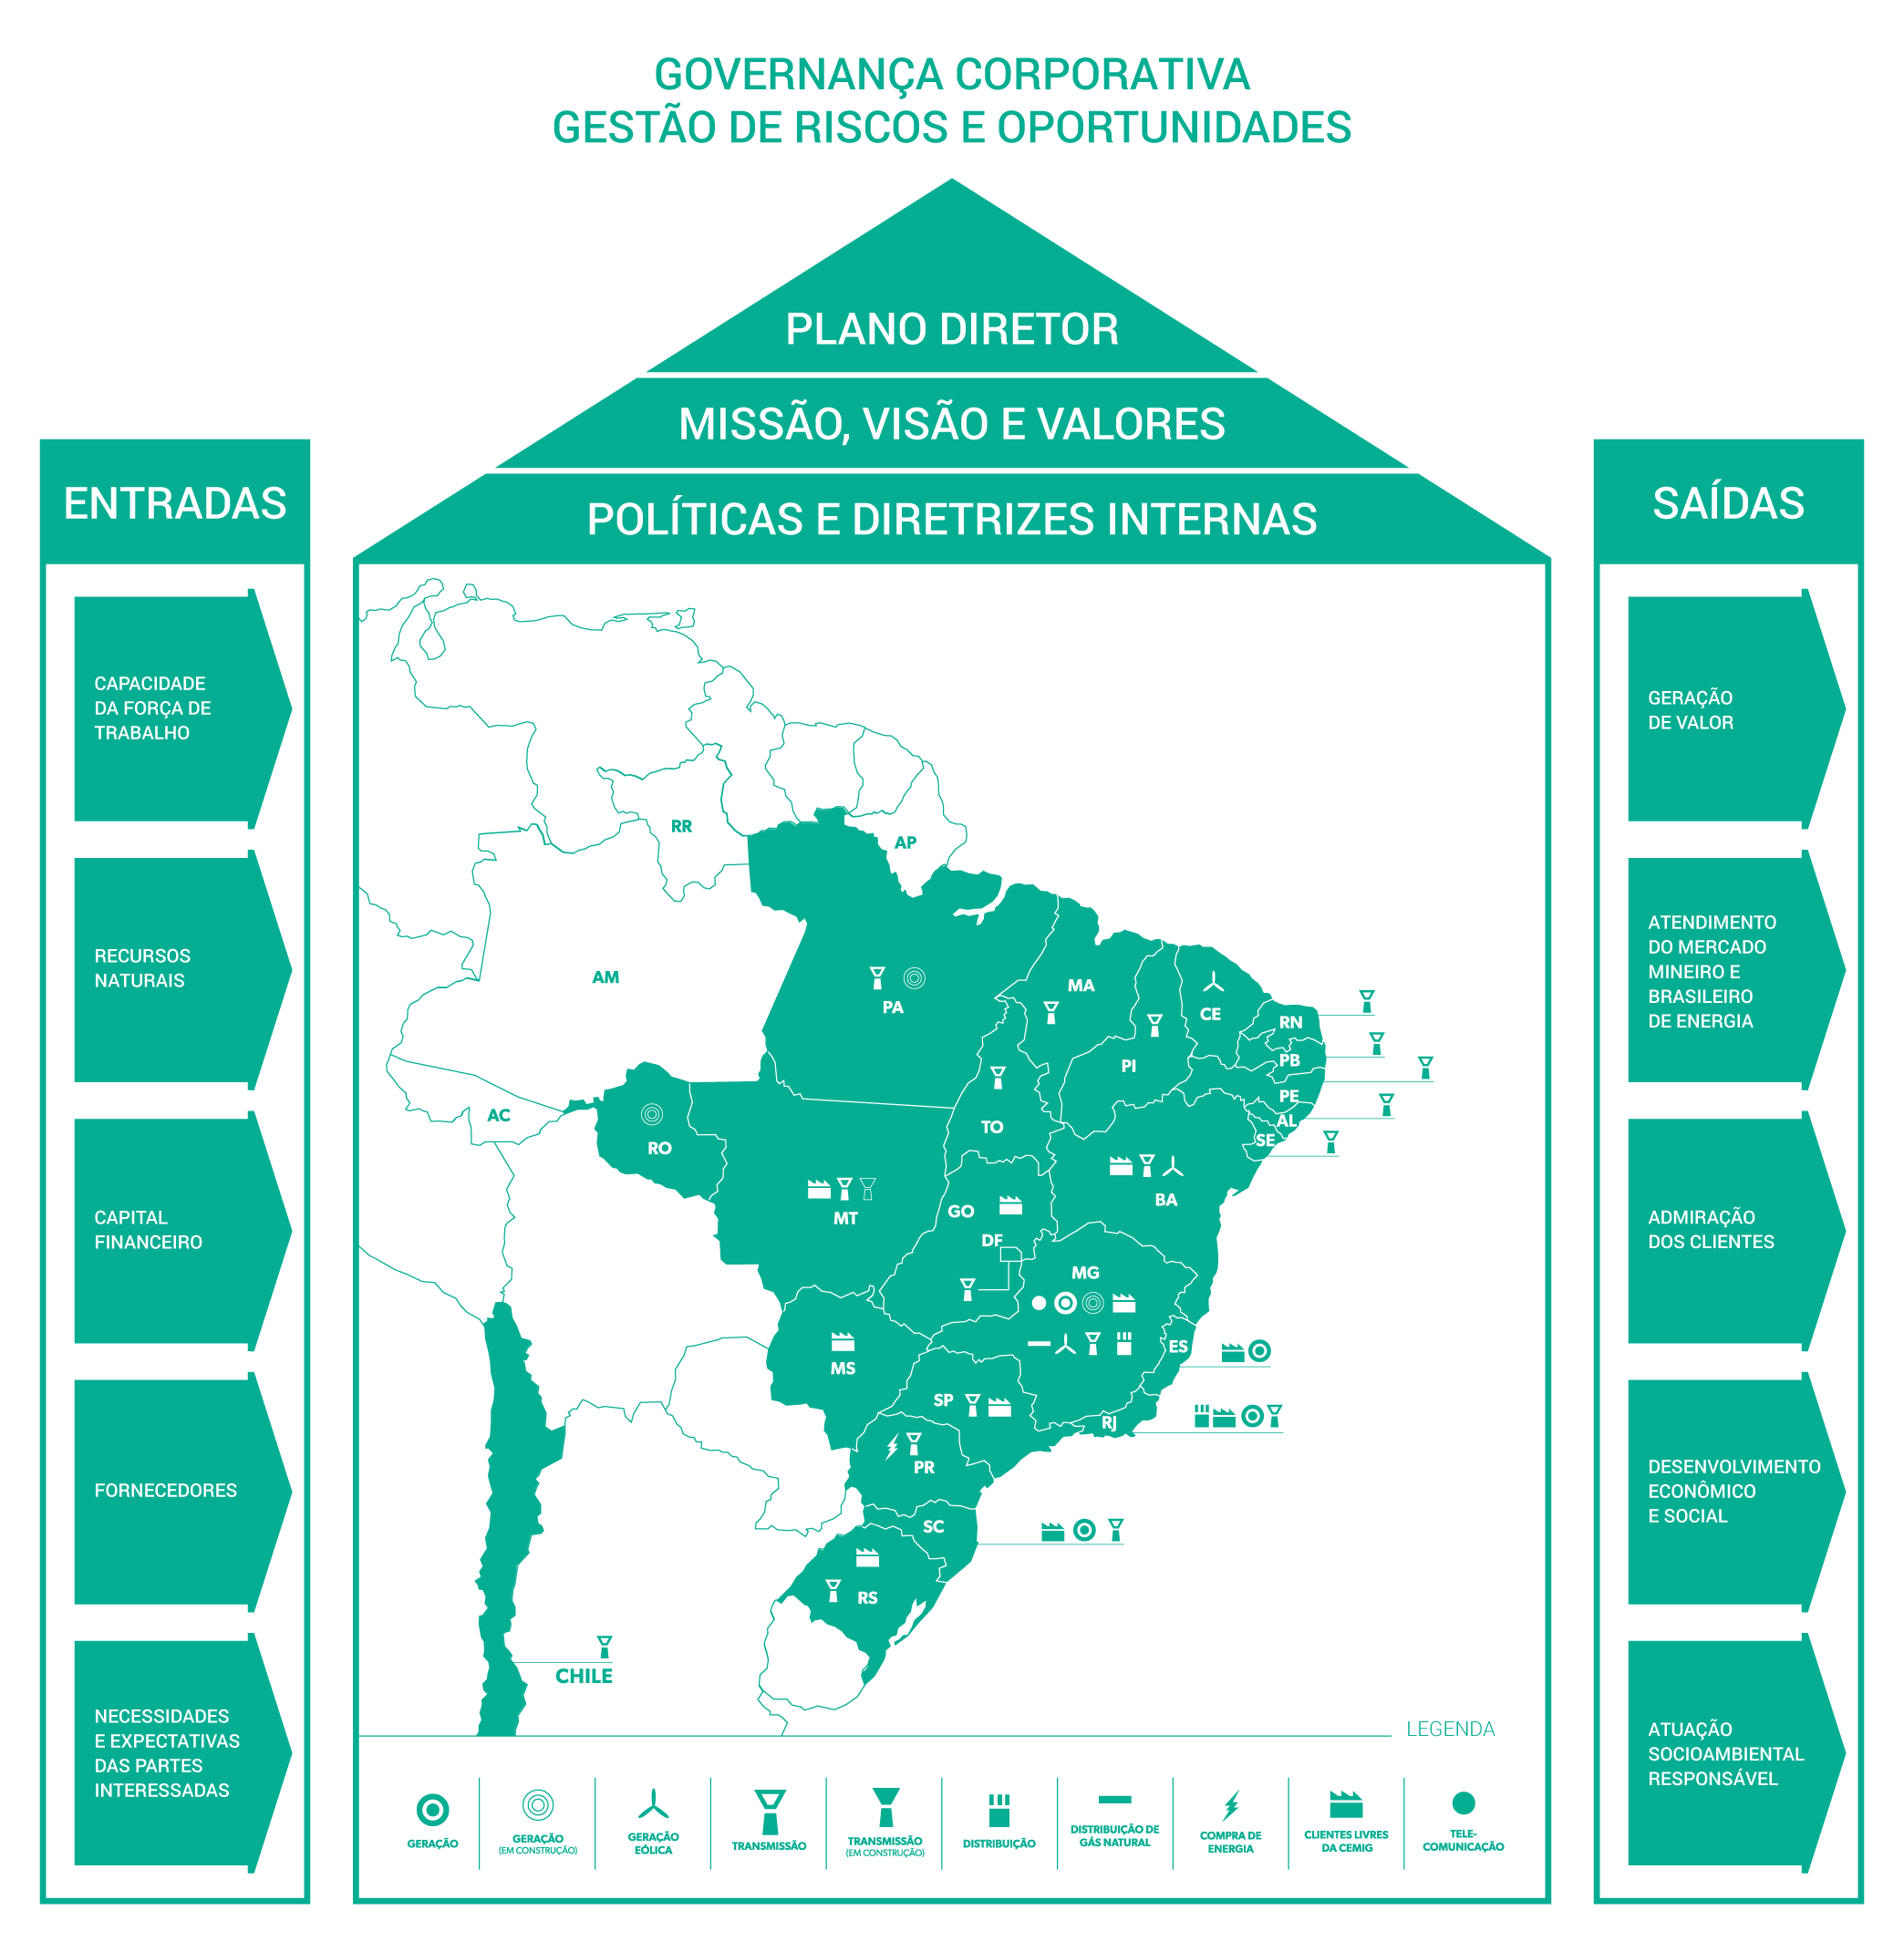 GOVERNANÇA CORPORATIVA
GESTÃO DE RISCOS E OPORTUNIDADES
PLANO DIRETOR
MISSÃO, VISÃO E VALORES
POLÍTICAS E DIRETRIZES INTERNAS
ENTRADAS
CAPACIDADE
DA FORÇA DE
TRABALHO
RECURSOS
NATURAIS
CAPITAL
FINANCEIRO
FORNECEDORES
NECESSIDADES
E EXPECTATIVAS
DAS PARTES
INTERESSADAS
RR
AP
AM
PA
MA
CE
RN
PI
PB
PE
AC
AL
TO
SE
RO
BA
MT
GO
DF
MG
ES
MS
SP
RJ
PR
SC
RS
CHILE
LEGENDA
GERAÇÃO
GERAÇÃO
(EM CONSTRUÇÃO)
GERAÇÃO
EÓLICA
TRANSMISSÃO
TRANSMISSÃO
(EM CONSTRUÇÃO)
DISTRIBUIÇÃO
DISTRIBUIÇÃO DE
GÁS NATURAL
COMPRA DE
ENERGIA
CLIENTES LIVRES
DA CEMIG
TELE-
COMUNICAÇÃO
SAÍDAS
GERAÇÃO
DE VALOR
ATENDIMENTO
DO MERCADO
MINEIRO E
BRASILEIRO
DE ENERGIA
ADMIRAÇÃO
DOS CLIENTES
DESENVOLVIMENTO
ECONÔMICO
E SOCIAL
ATUAÇÃO
SOCIOAMBIENTAL
RESPONSÁVEL